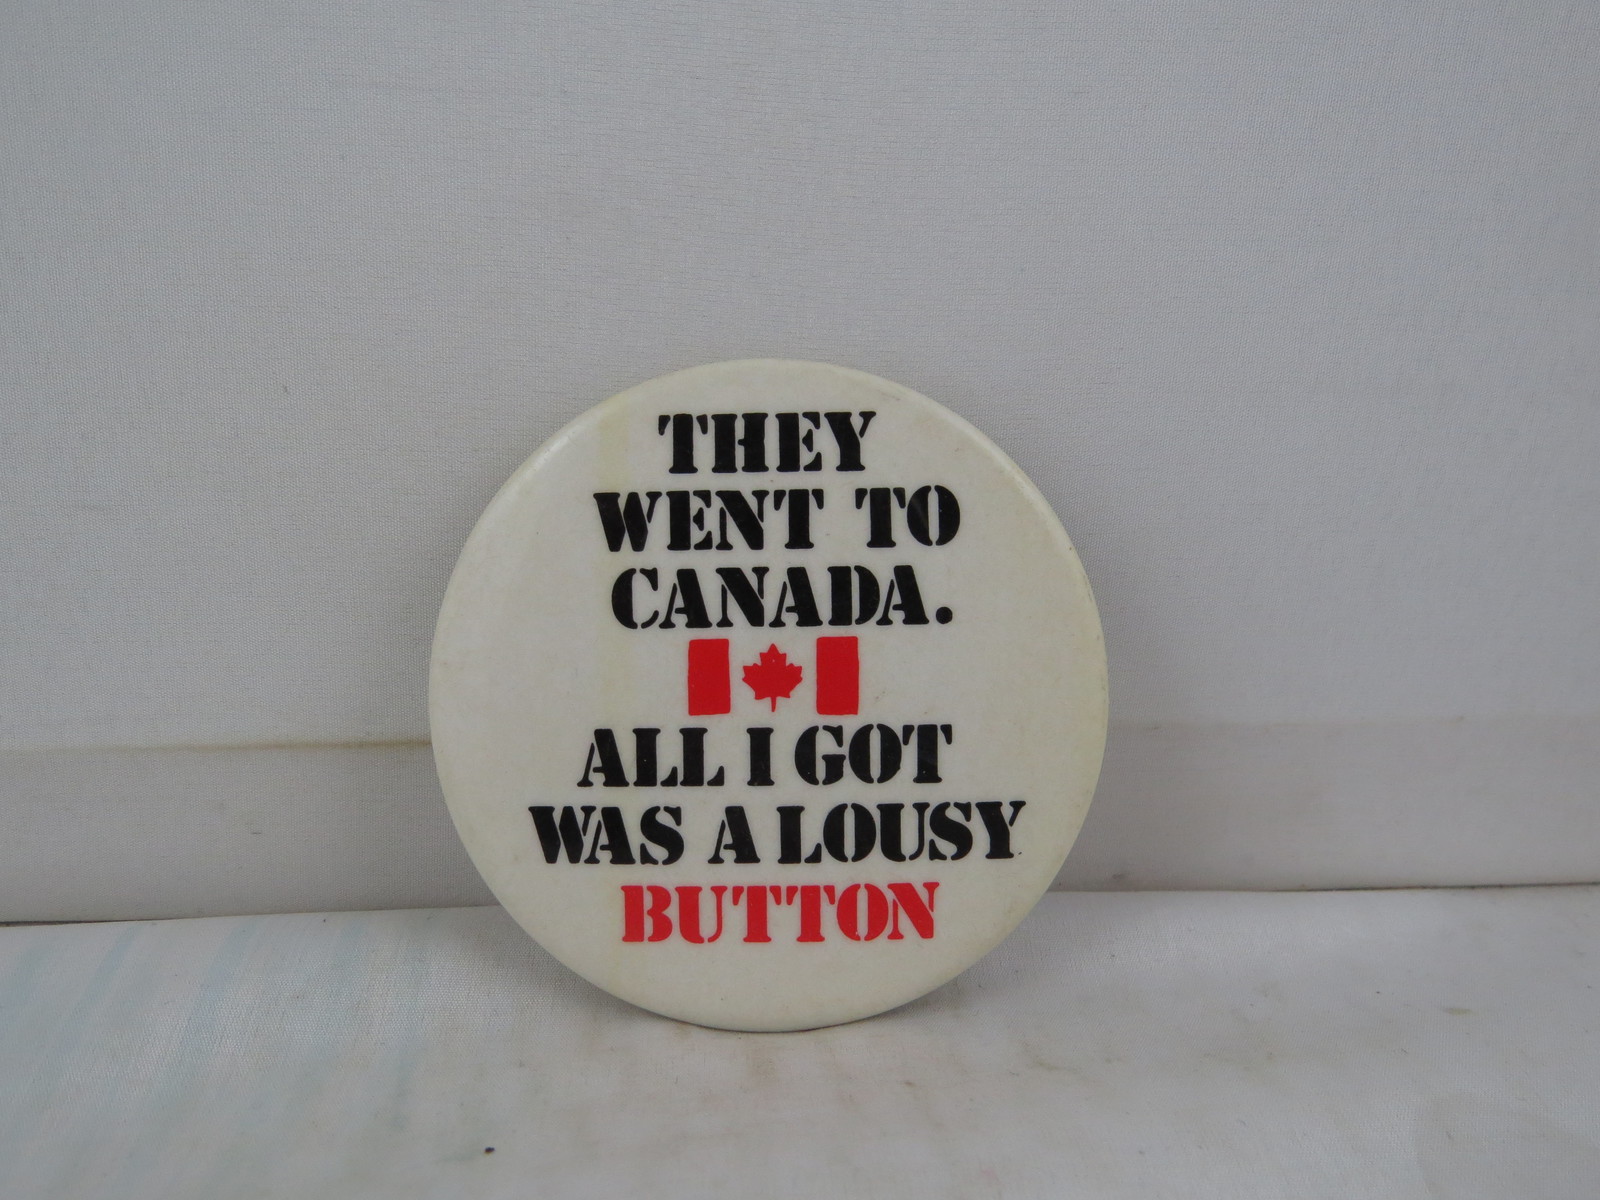 THEY
WENT TO
CANADA.
ALL I GOT
WAS A LOUSY
BUTTON